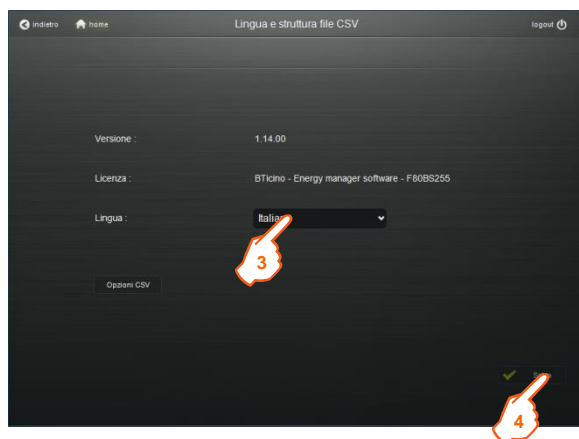 indietro home Lingua e struttura file CSV logout
Versione : 1.14.00
Licenza : BTicino - Energy manager software - F80BS255
Lingua :
3
Opzioni CSV
4